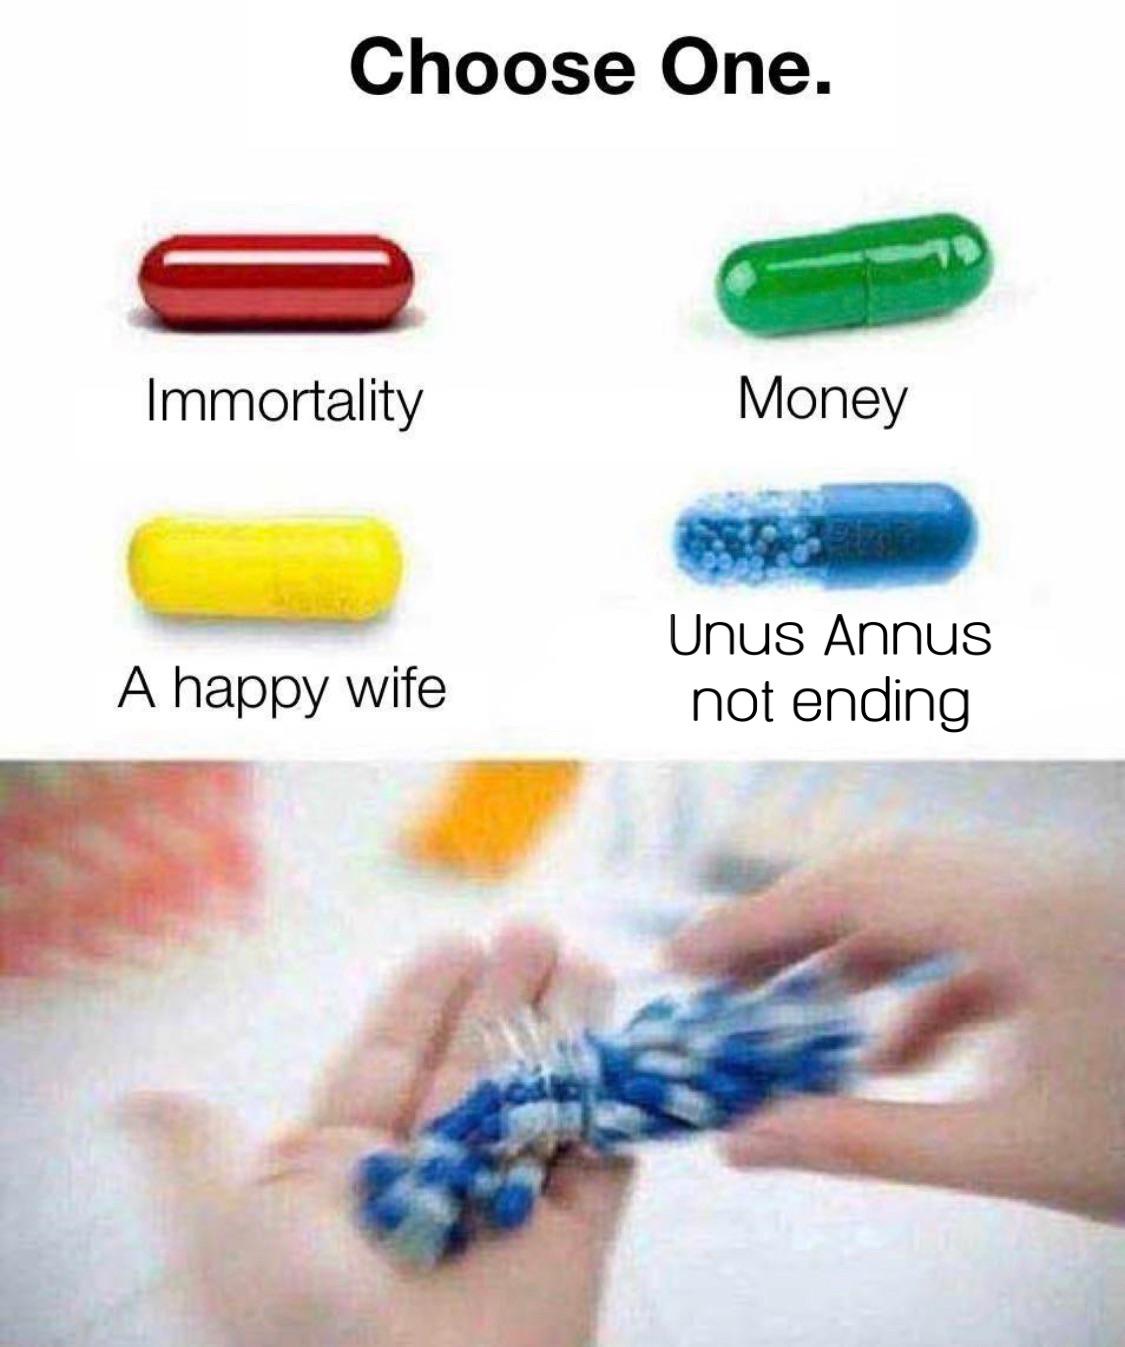 Choose One.
Immortality
Money
A happy wife
Unus Annus
not ending